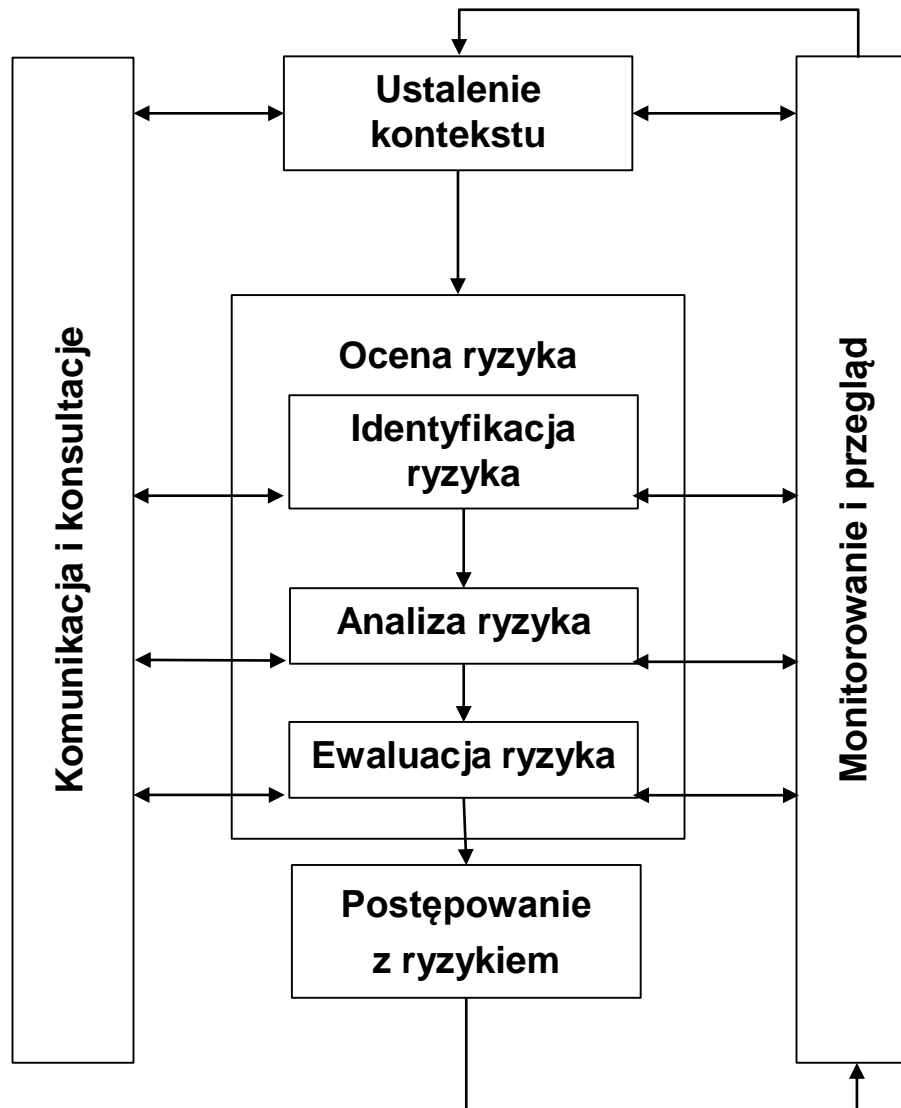 Ustalenie
kontekstu
Komunikacja i konsultacje
Ocena ryzyka
Identyfikacja
ryzyka
Analiza ryzyka
Ewaluacja ryzyka
Postępowanie
z ryzykiem
Monitorowanie i przegląd